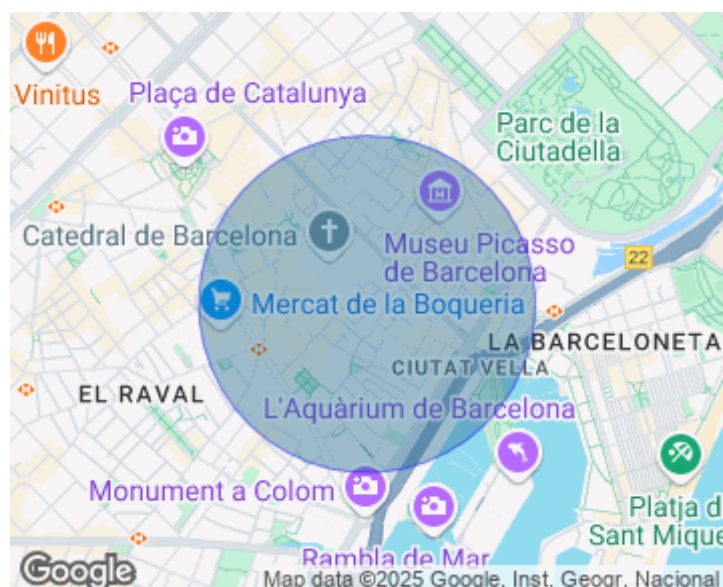 Vinitus
Plaça de Catalunya
Parc de la
Ciutadella
Catedral de Barcelona
Museu Picasso
de Barcelona
22
Mercat de la Boqueria
LA BARCELONETA
CIUTAT VELLA
EL RAVAL
L'Aquàrium de Barcelona
Monument a Colom
Platja d
Sant Mique
Rambla de Mar
Google
Map data ©2025 Google, Inst. Geogr. Nacional